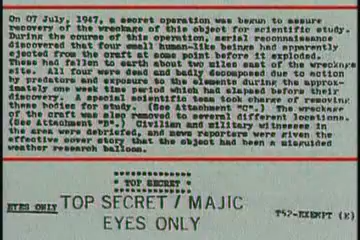 On 07 July, 1947, a secret operation was begun to assure
recovery of the wreckage of this object for scientific study.
During the course of this operation, aerial reconnaissance
discovered that four small human-like beings had apparently
ejected from the craft at some point before it exploded.
These had fallen to earth about two miles east of the wreckage
site. All four were dead and badly decomposed due to action
by predators and exposure to the elements during the approx-
imately one week time period which had elapsed before their
discovery. A special scientific team took charge of removing
these bodies for study. (See Attachment "C".) The wreckage
of the craft was also removed to several different locations.
(See Attachment "B".) Civilian and military witnesses in
the area were debriefed, and news reporters were given the
effective cover story that the object had been a misguided
weather research balloon.
TOP SECRET
EYES ONLY TOP SECRET / MAJIC
EYES ONLY
T52-EXEMPT (E)